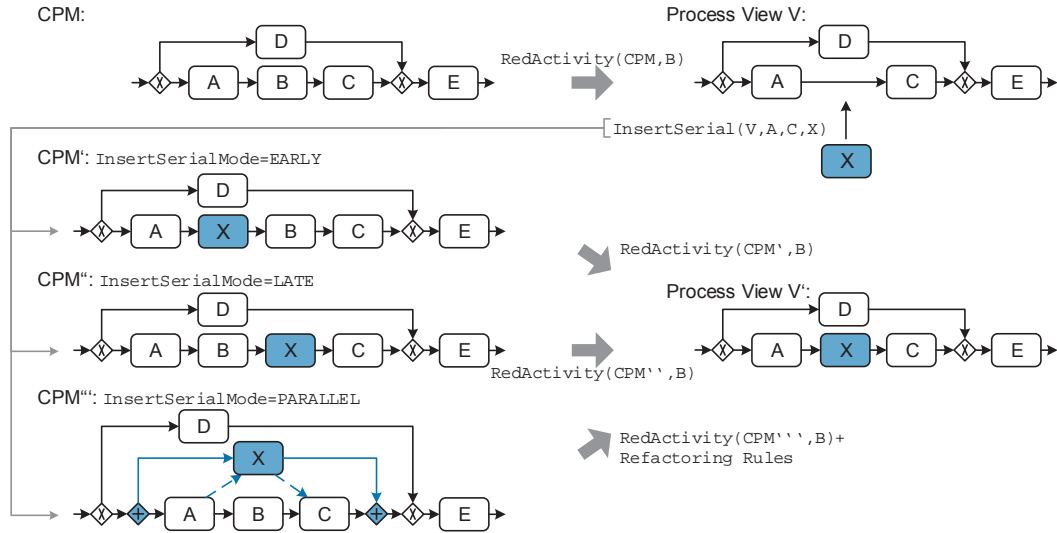 CPM:
Process View V:
D
A B C E
RedActivity(CPM,B)
D
A C E
InsertSerial(V,A,C,X)
X
CPM‘: InsertSerialMode=EARLY
D
A X B C E
RedActivity(CPM‘,B)
CPM“: InsertSerialMode=LATE
D
A B X C E
RedActivity(CPM‘‘,B)
Process View V‘:
D
A X C E
CPM“‘: InsertSerialMode=PARALLEL
D
X
A B C E
RedActivity(CPM‘‘‘,B)+
Refactoring Rules